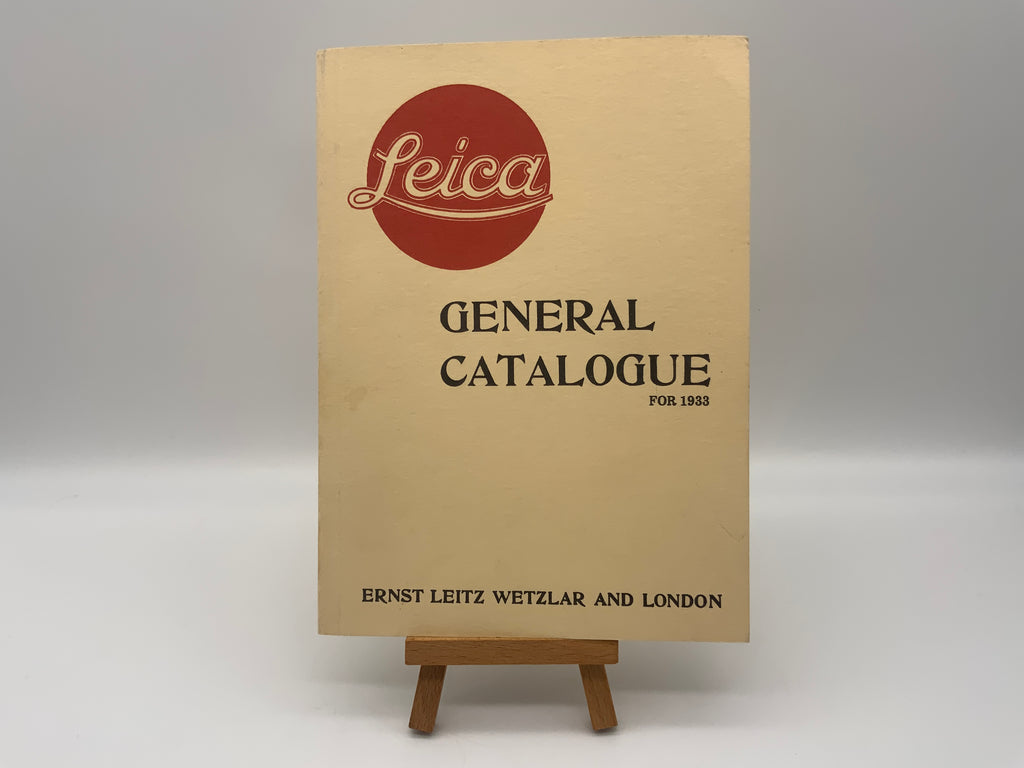 Leica
GENERAL
CATALOGUE
FOR 1933
ERNST LEITZ WETZLAR AND LONDON